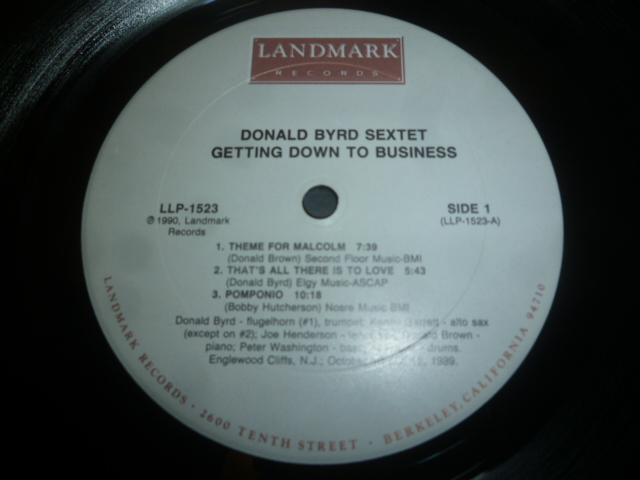 LANDMARK
RECORDS
DONALD BYRD SEXTET
GETTING DOWN TO BUSINESS
LLP-1523
℗1990, Landmark
Records
SIDE 1
(LLP-1523-A)
1. THEME FOR MALCOLM 7:39
(Donald Brown) Second Floor Music-BMI
2. THAT'S ALL THERE IS TO LOVE 5:43
(Donald Byrd) Elgy Music-ASCAP
3. POMPONIO 10:18
(Bobby Hutcherson) Nosre Music-BMI
Donald Byrd - flugelhorn (#1), trumpet; - alto sax
(except on #2); Joe Henderson - Brown -
piano; Peter Washington - drums.
Englewood Cliffs, N.J.; 1989.
LANDMARK RECORDS · 2600 TENTH STREET · BERKELEY, CALIFORNIA 94710